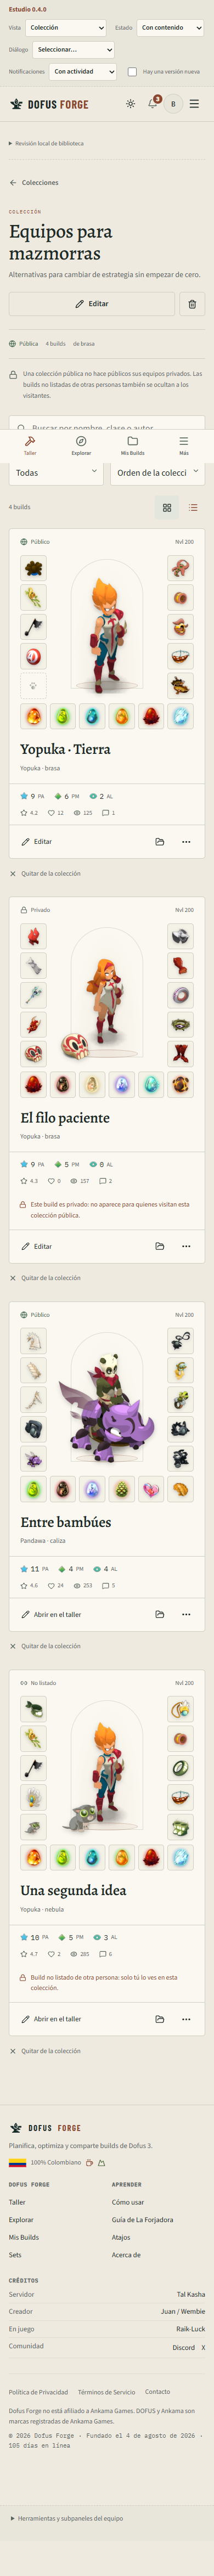 Estudio 0.4.0
Vista Colección Estado Con contenido
Diálogo Seleccionar...
Notificaciones Con actividad Hay una versión nueva
DOFUS FORGE 3 B
Revisión local de biblioteca
Colecciones
COLECCIÓN
Equipos para
mazmorras
Alternativas para cambiar de estrategia sin empezar de cero.
Editar
Pública 4 builds de brasa
Una colección pública no hace públicos sus equipos privados. Las
builds no listadas de otras personas también se ocultan a los
visitantes.
Buscar por nombre, clase o autor
Taller Explorar Mis Builds Más
Todas Orden de la colecci
4 builds
Público Nvl 200
Yopuka · Tierra
Yopuka · brasa
9 PA 6 PM 2 AL
4.2 12 125 1
Editar
Quitar de la colección
Privado Nvl 200
El filo paciente
Yopuka · brasa
9 PA 5 PM 0 AL
4.3 0 157 2
Este build es privado: no aparece para quienes visitan esta
colección pública.
Editar
Quitar de la colección
Público Nvl 200
Entre bambúes
Pandawa · caliza
11 PA 4 PM 4 AL
4.6 24 253 5
Abrir en el taller
Quitar de la colección
No listado Nvl 200
Una segunda idea
Yopuka · nebula
10 PA 5 PM 3 AL
4.7 2 285 6
Build no listado de otra persona: solo tú lo ves en esta
colección.
Abrir en el taller
Quitar de la colección
DOFUS FORGE
Planifica, optimiza y comparte builds de Dofus 3.
100% Colombiano
DOFUS FORGE APRENDER
Taller Cómo usar
Explorar Guía de La Forjadora
Mis Builds Atajos
Sets Acerca de
CRÉDITOS
Servidor Tal Kasha
Creador Juan / Wembie
En juego Raik-Luck
Comunidad Discord X
Política de Privacidad Términos de Servicio Contacto
Dofus Forge no está afiliado a Ankama Games. DOFUS y Ankama son
marcas registradas de Ankama Games.
© 2026 Dofus Forge · Fundado el 4 de agosto de 2026 ·
105 días en línea
Herramientas y subpaneles del equipo